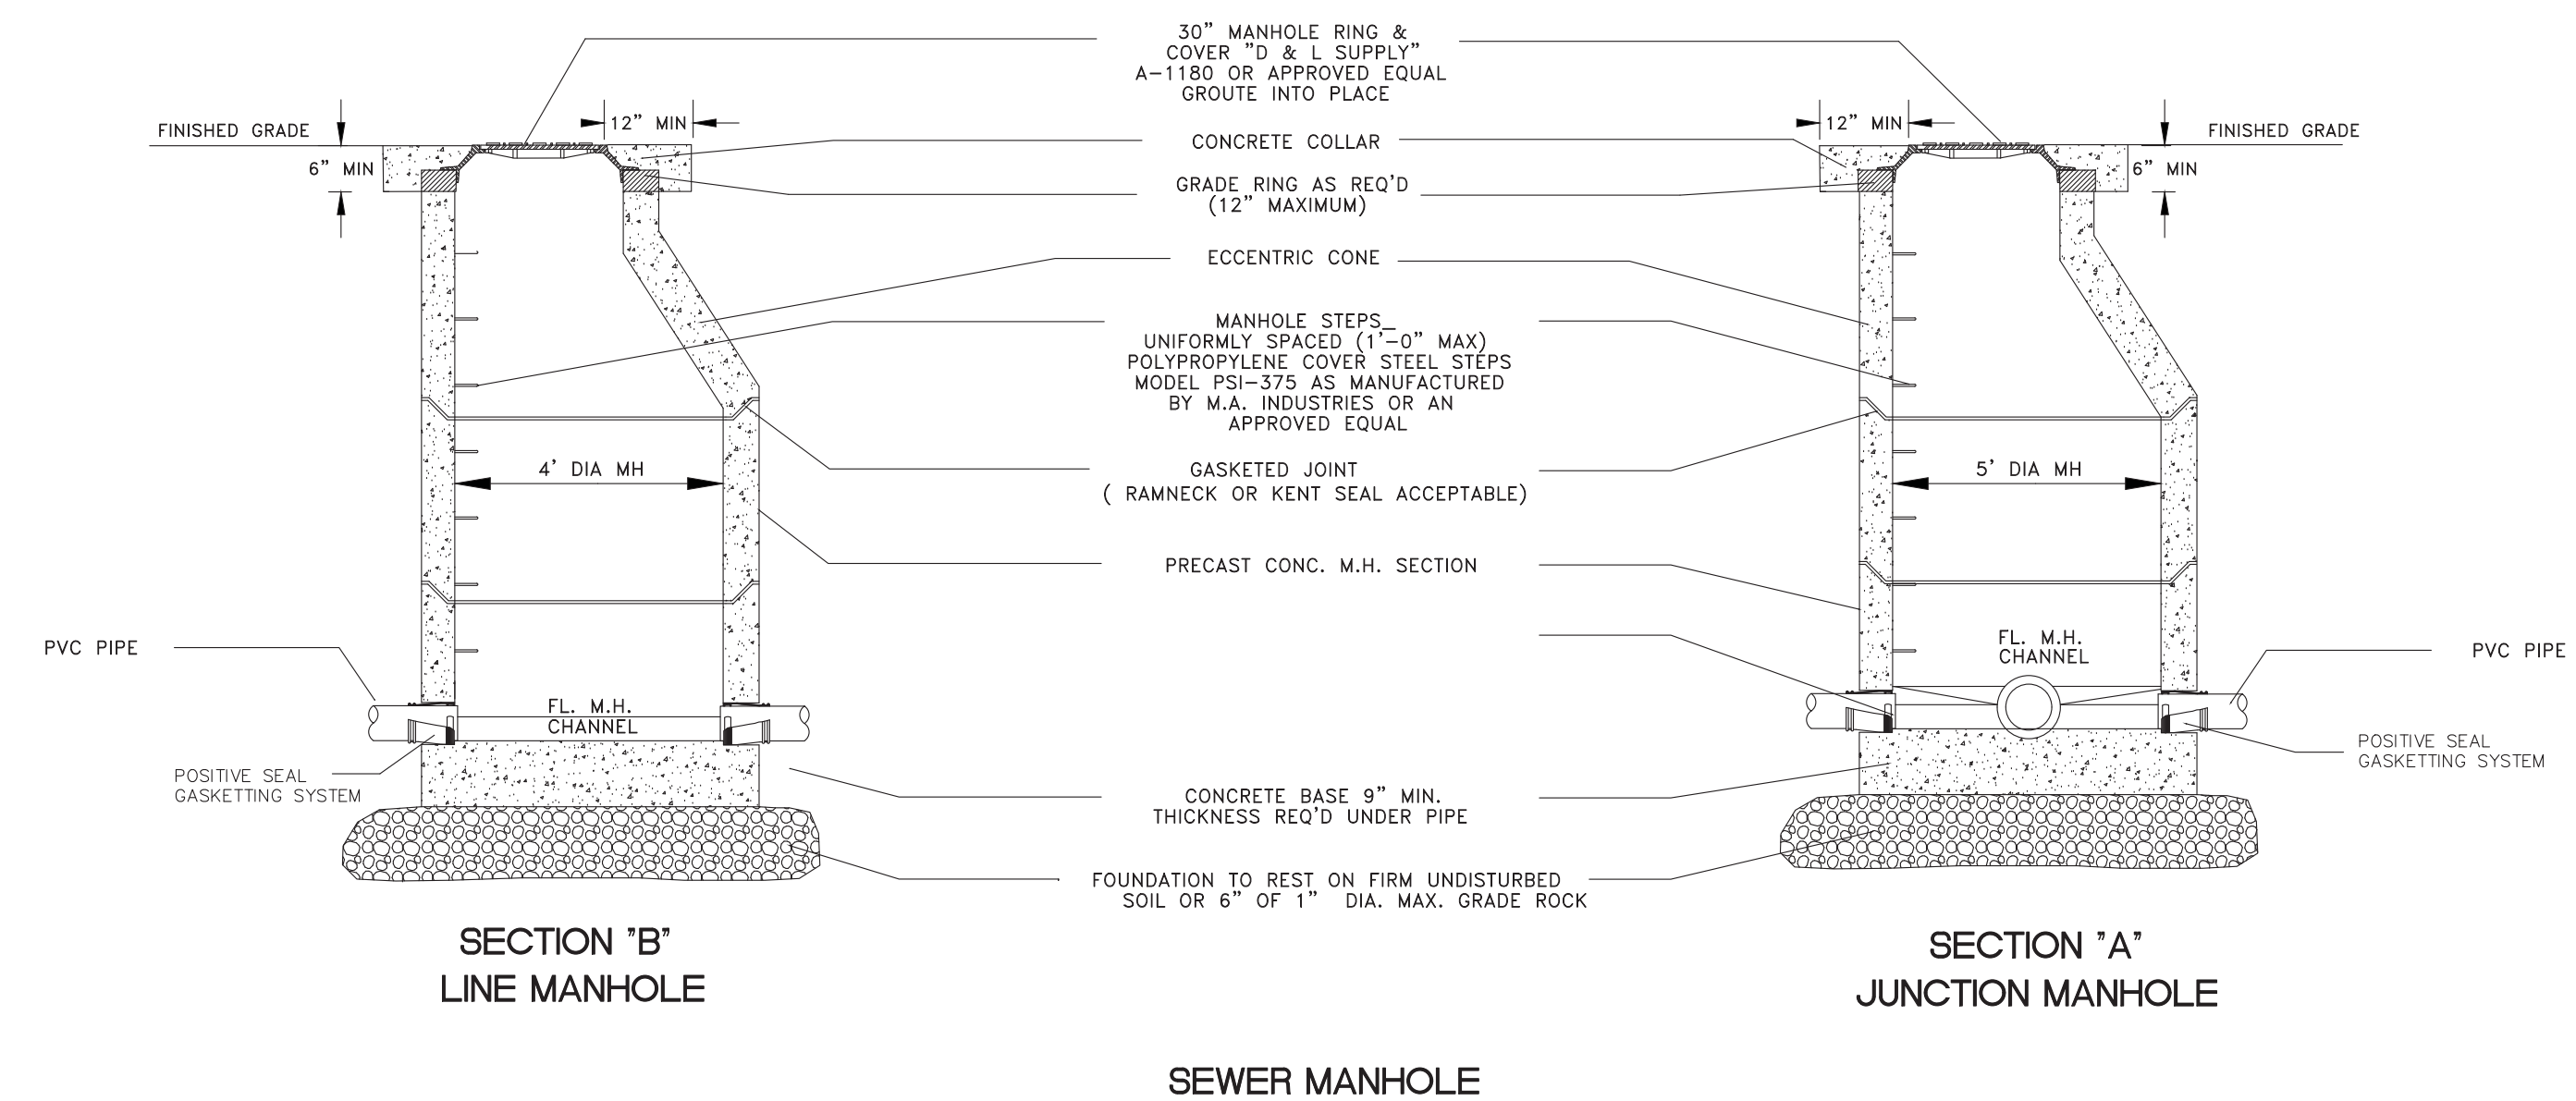 30” MANHOLE RING &
COVER ”D & L SUPPLY”
A-1180 OR APPROVED EQUAL
GROUTE INTO PLACE
12” MIN
12” MIN
FINISHED GRADE
FINISHED GRADE
CONCRETE COLLAR
6” MIN
6” MIN
GRADE RING AS REQ'D
(12” MAXIMUM)
ECCENTRIC CONE
MANHOLE STEPS_
UNIFORMLY SPACED (1'-0” MAX)
POLYPROPYLENE COVER STEEL STEPS
MODEL PSI-375 AS MANUFACTURED
BY M.A. INDUSTRIES OR AN
APPROVED EQUAL
4' DIA MH
GASKETED JOINT
( RAMNECK OR KENT SEAL ACCEPTABLE)
5' DIA MH
PRECAST CONC. M.H. SECTION
PVC PIPE
FL. M.H.
CHANNEL
PVC PIPE
FL. M.H.
CHANNEL
POSITIVE SEAL
GASKETTING SYSTEM
POSITIVE SEAL
GASKETTING SYSTEM
CONCRETE BASE 9” MIN.
THICKNESS REQ'D UNDER PIPE
FOUNDATION TO REST ON FIRM UNDISTURBED
SOIL OR 6” OF 1” DIA. MAX. GRADE ROCK
SECTION "B"
LINE MANHOLE
SECTION "A"
JUNCTION MANHOLE
SEWER MANHOLE